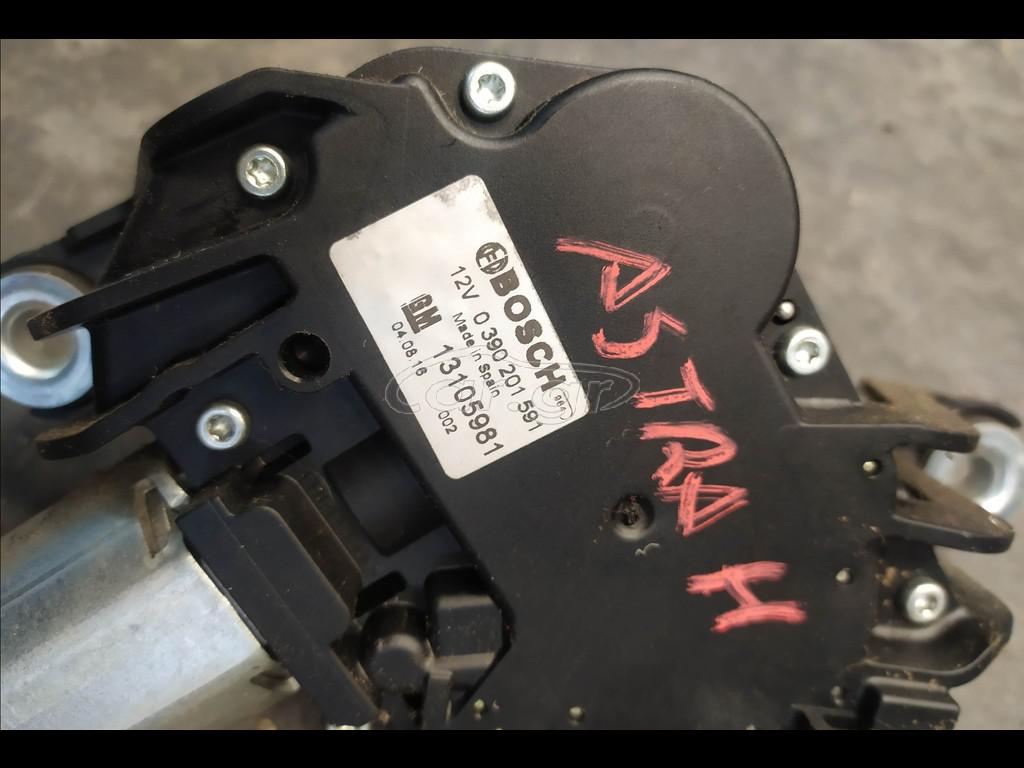 BOSCH
12V 0 390 201 591
Made in Spain
GM 13105981
04.08.16 002
ASTRA H